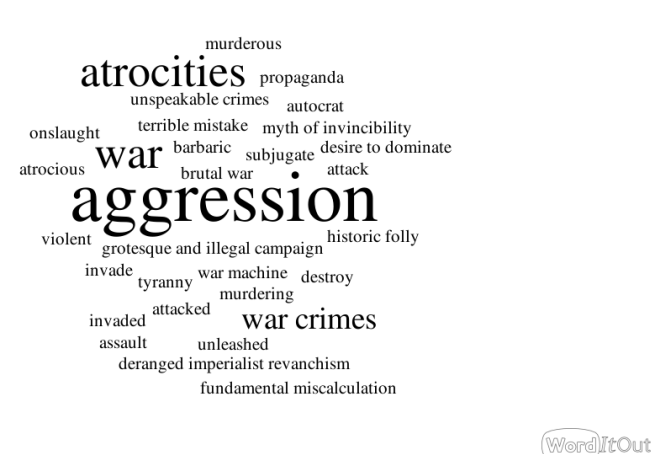 murderous
atrocities propaganda
unspeakable crimes autocrat
onslaught terrible mistake myth of invincibility
war barbaric subjugate desire to dominate
atrocious brutal war attack
aggression
violent grotesque and illegal campaign historic folly
invade tyranny war machine destroy
murdering
invaded attacked war crimes
assault unleashed
deranged imperialist revanchism
fundamental miscalculation
WordItOut